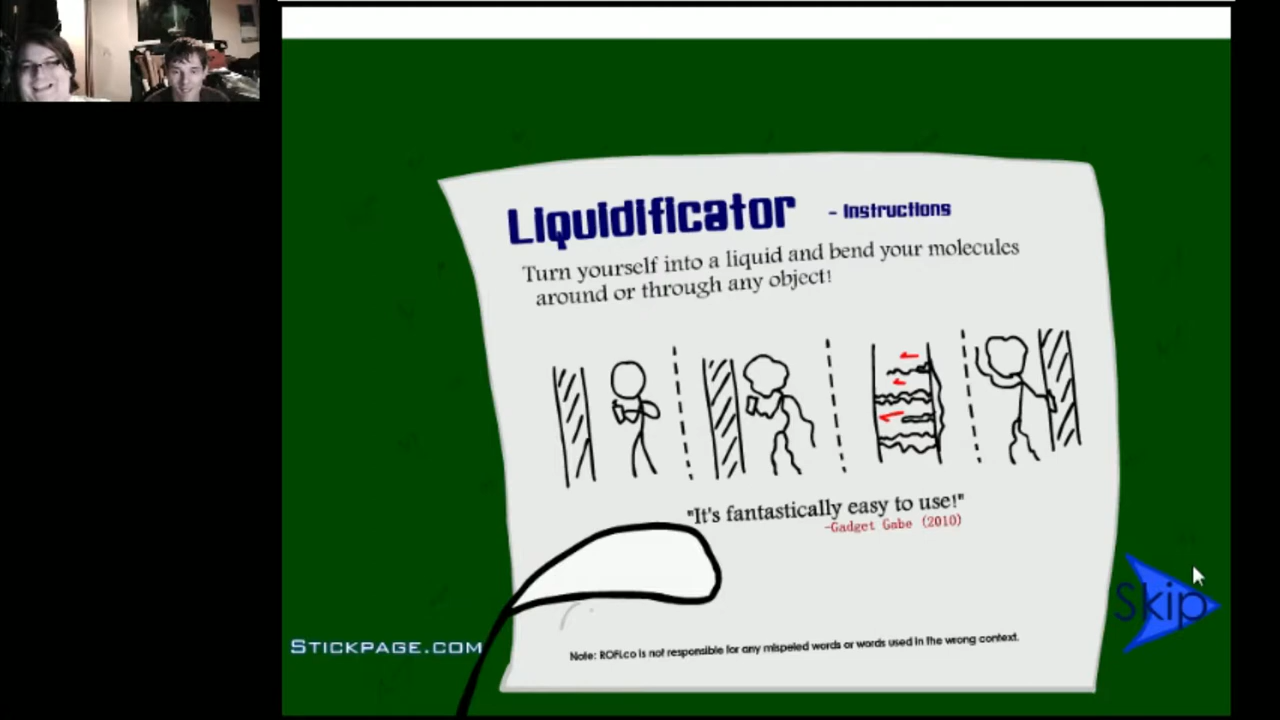 Liquidificator - Instructions
Turn yourself into a liquid and bend your molecules
around or through any object!
"It's fantastically easy to use!"
-Gadget Gabe (2010)
Skip
STICKPAGE.COM
Note: ROFLco is not responsible for any mispeled words or words used in the wrong context.